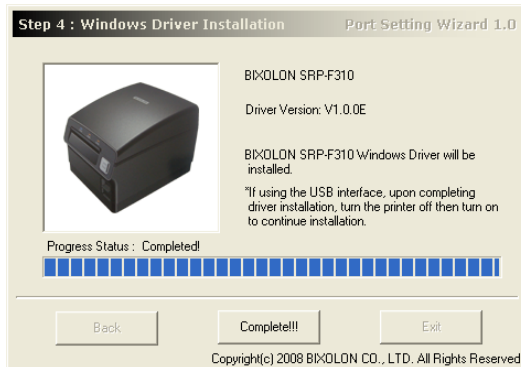 Step 4 : Windows Driver Installation
Port Setting Wizard 1.0
BIXOLON SRP-F310
Driver Version: V1.0.0E
BIXOLON SRP-F310 Windows Driver will be
installed.
*If using the USB interface, upon completing
driver installation, turn the printer off then turn on
to continue installation.
Progress Status : Completed!
Back
Complete!!!
Exit
Copyright(c) 2008 BIXOLON CO., LTD. All Rights Reserved